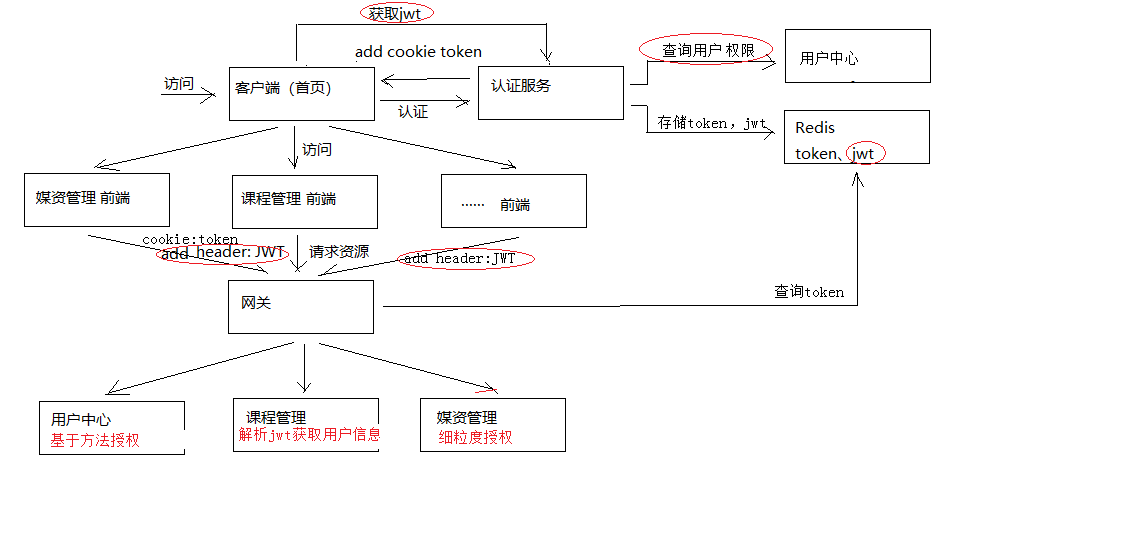 获取jwt
add cookie token
查询用户 权限
用户中心
访问
客户端（首页）
认证服务
认证
存储token，jwt
Redis
token、jwt
访问
媒资管理 前端
课程管理 前端
…… 前端
cookie:token
add header: JWT
请求资源
add header:JWT
网关
查询token
用户中心
基于方法授权
课程管理
解析jwt获取用户信息
媒资管理
细粒度授权